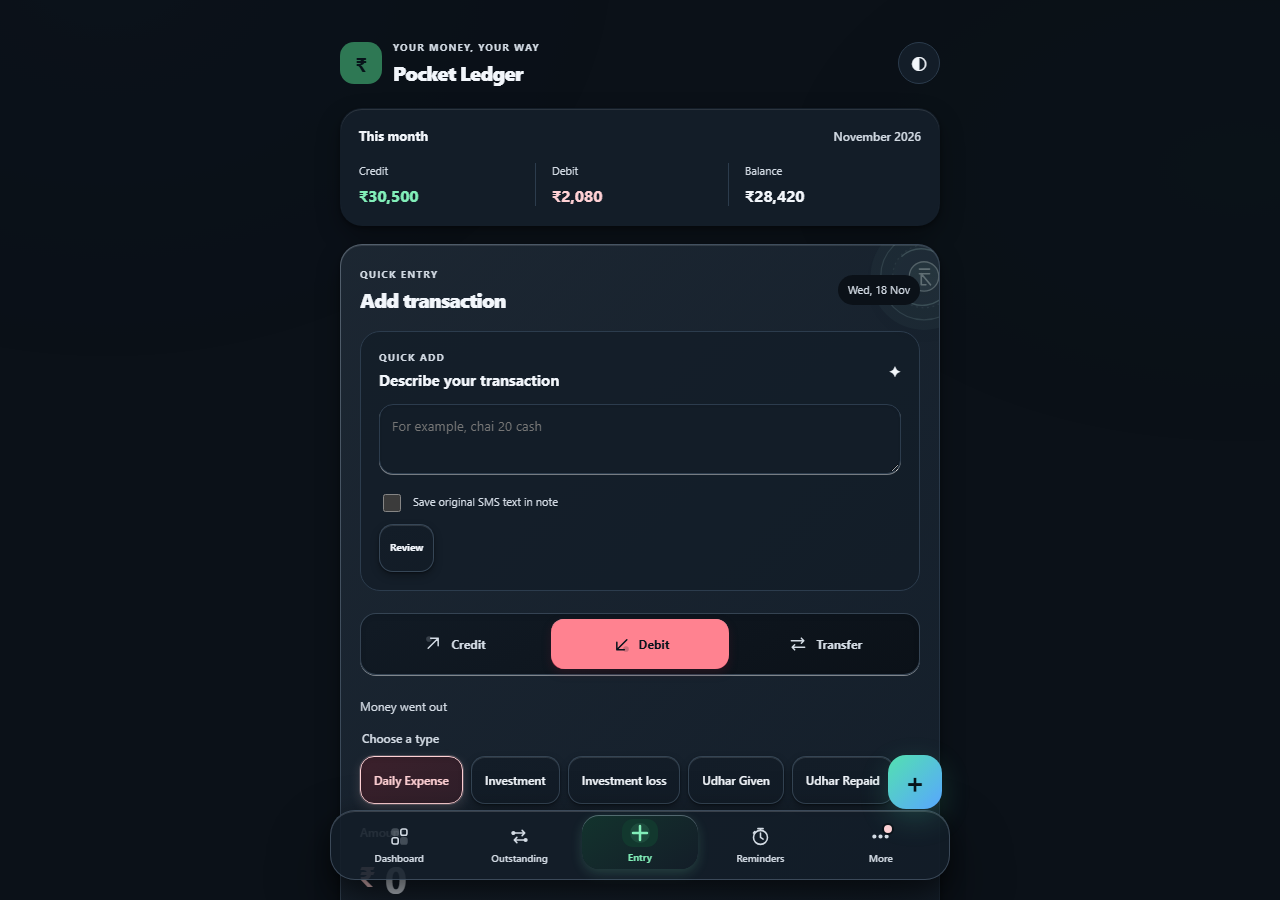 ₹
YOUR MONEY, YOUR WAY
Pocket Ledger
This month
November 2026
Credit
Debit
Balance
₹30,500
₹2,080
₹28,420
QUICK ENTRY
Add transaction
Wed, 18 Nov
QUICK ADD
Describe your transaction
For example, chai 20 cash
Save original SMS text in note
Review
Credit
Debit
Transfer
Money went out
Choose a type
Daily Expense
Investment
Investment loss
Udhar Given
Udhar Repaid
+
Dashboard
Outstanding
Entry
Reminders
More
₹ 0